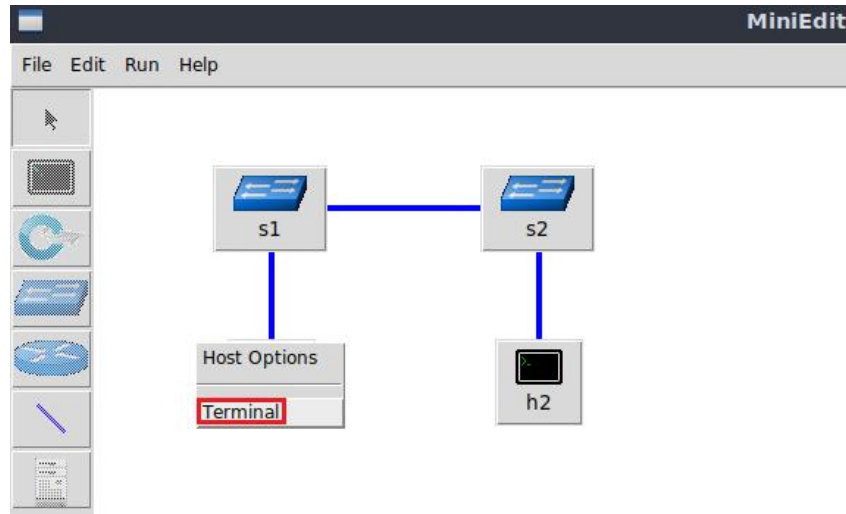 MiniEdit
File Edit Run Help
s1
s2
Host Options
Terminal
h2